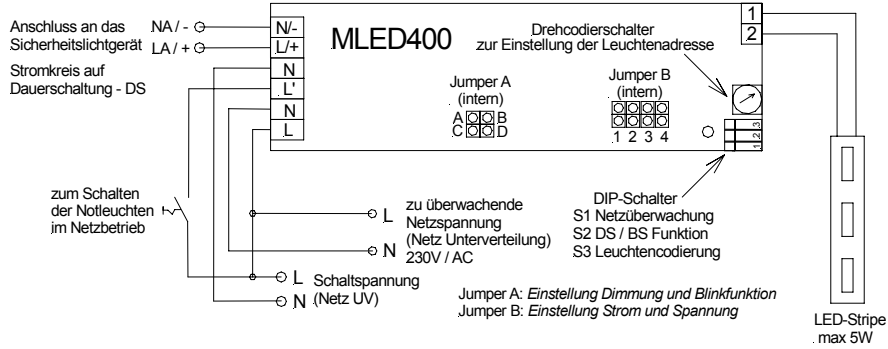 Anschluss an das
Sicherheitslichtgerät
NA / -
LA / +
Stromkreis auf
Dauerschaltung - DS
N/-
L/+
N
L'
N
L
MLED400
Drehcodierschalter
zur Einstellung der Leuchtenadresse
1
2
Jumper A
(intern)
A B
C D
Jumper B
(intern)
1 2 3 4
1 2 3
zum Schalten
der Notleuchten
im Netzbetrieb
L
N
zu überwachende
Netzspannung
(Netz Unterverteilung)
230V / AC
L
N
Schaltspannung
(Netz UV)
DIP-Schalter
S1 Netzüberwachung
S2 DS / BS Funktion
S3 Leuchtencodierung
Jumper A: Einstellung Dimmung und Blinkfunktion
Jumper B: Einstellung Strom und Spannung
LED-Stripe
max 5W